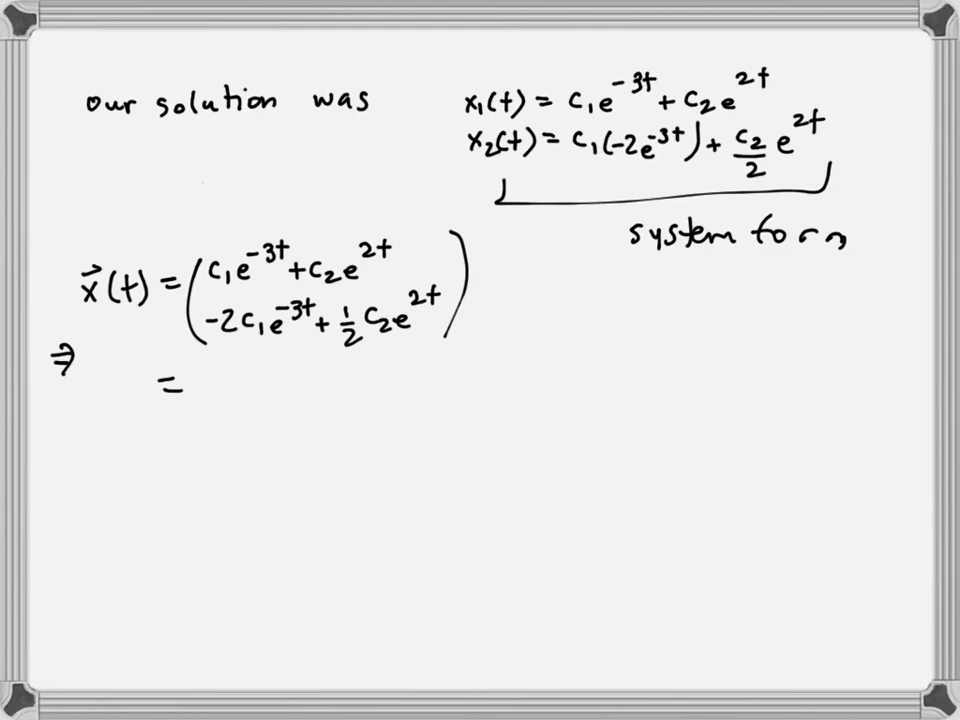 our solution was
x₁(t) = c₁e^{-3t} + c₂e^{2t}
x₂(t) = c₁(-2e^{-3t}) + c₂/2 e^{2t}
system form
x⃗(t) = ( c₁e^{-3t} + c₂e^{2t}
-2c₁e^{-3t} + 1/2 c₂e^{2t} )
⇒
=